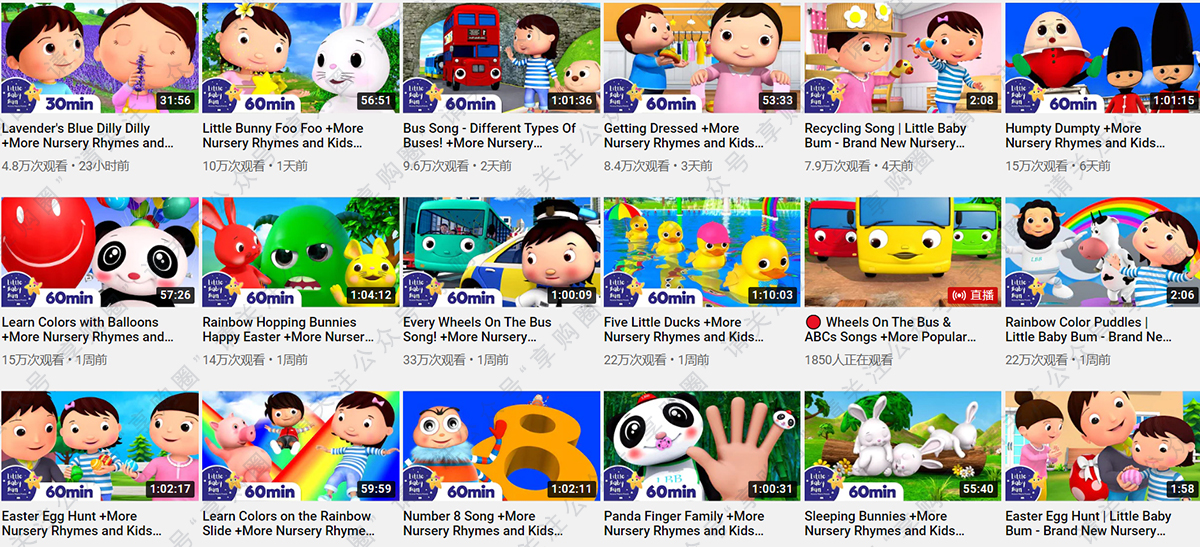 Little Baby Bum
30min
31:56
Little Baby Bum
60min
56:51
Little Baby Bum
60min
1:01:36
Little Baby Bum
60min
53:33
Little Baby Bum
2:08
Little Baby Bum
60min
1:01:15
Lavender's Blue Dilly Dilly
+More Nursery Rhymes and...
4.8万次观看 • 23小时前
Little Bunny Foo Foo +More
Nursery Rhymes and Kids...
10万次观看 • 1天前
Bus Song - Different Types Of
Buses! +More Nursery...
9.6万次观看 • 2天前
Getting Dressed +More
Nursery Rhymes and Kids...
8.4万次观看 • 3天前
Recycling Song | Little Baby
Bum - Brand New Nursery...
7.9万次观看 • 4天前
Humpty Dumpty +More
Nursery Rhymes and Kids...
15万次观看 • 6天前
Little Baby Bum
60min
57:26
Little Baby Bum
60min
1:04:12
Little Baby Bum
60min
1:00:09
Little Baby Bum
60min
1:10:03
直播
LBB
Little Baby Bum
2:06
Learn Colors with Balloons
+More Nursery Rhymes and...
15万次观看 • 1周前
Rainbow Hopping Bunnies
Happy Easter +More Nurser...
14万次观看 • 1周前
Every Wheels On The Bus
Song! +More Nursery...
33万次观看 • 1周前
Five Little Ducks +More
Nursery Rhymes and Kids...
22万次观看 • 1周前
Wheels On The Bus &
ABCs Songs +More Popular...
1850人正在观看
Rainbow Color Puddles |
Little Baby Bum - Brand Ne...
22万次观看 • 1周前
Little Baby Bum
60min
1:02:17
Little Baby Bum
60min
59:59
8
Little Baby Bum
60min
1:02:11
LBB
Little Baby Bum
60min
1:00:31
Little Baby Bum
60min
55:40
Little Baby Bum
1:58
Easter Egg Hunt +More
Nursery Rhymes and Kids...
Learn Colors on the Rainbow
Slide +More Nursery Rhyme...
Number 8 Song +More
Nursery Rhymes and Kids...
Panda Finger Family +More
Nursery Rhymes and Kids...
Sleeping Bunnies +More
Nursery Rhymes and Kids...
Easter Egg Hunt | Little Baby
Bum - Brand New Nursery...
请关注公众号“享购圈”